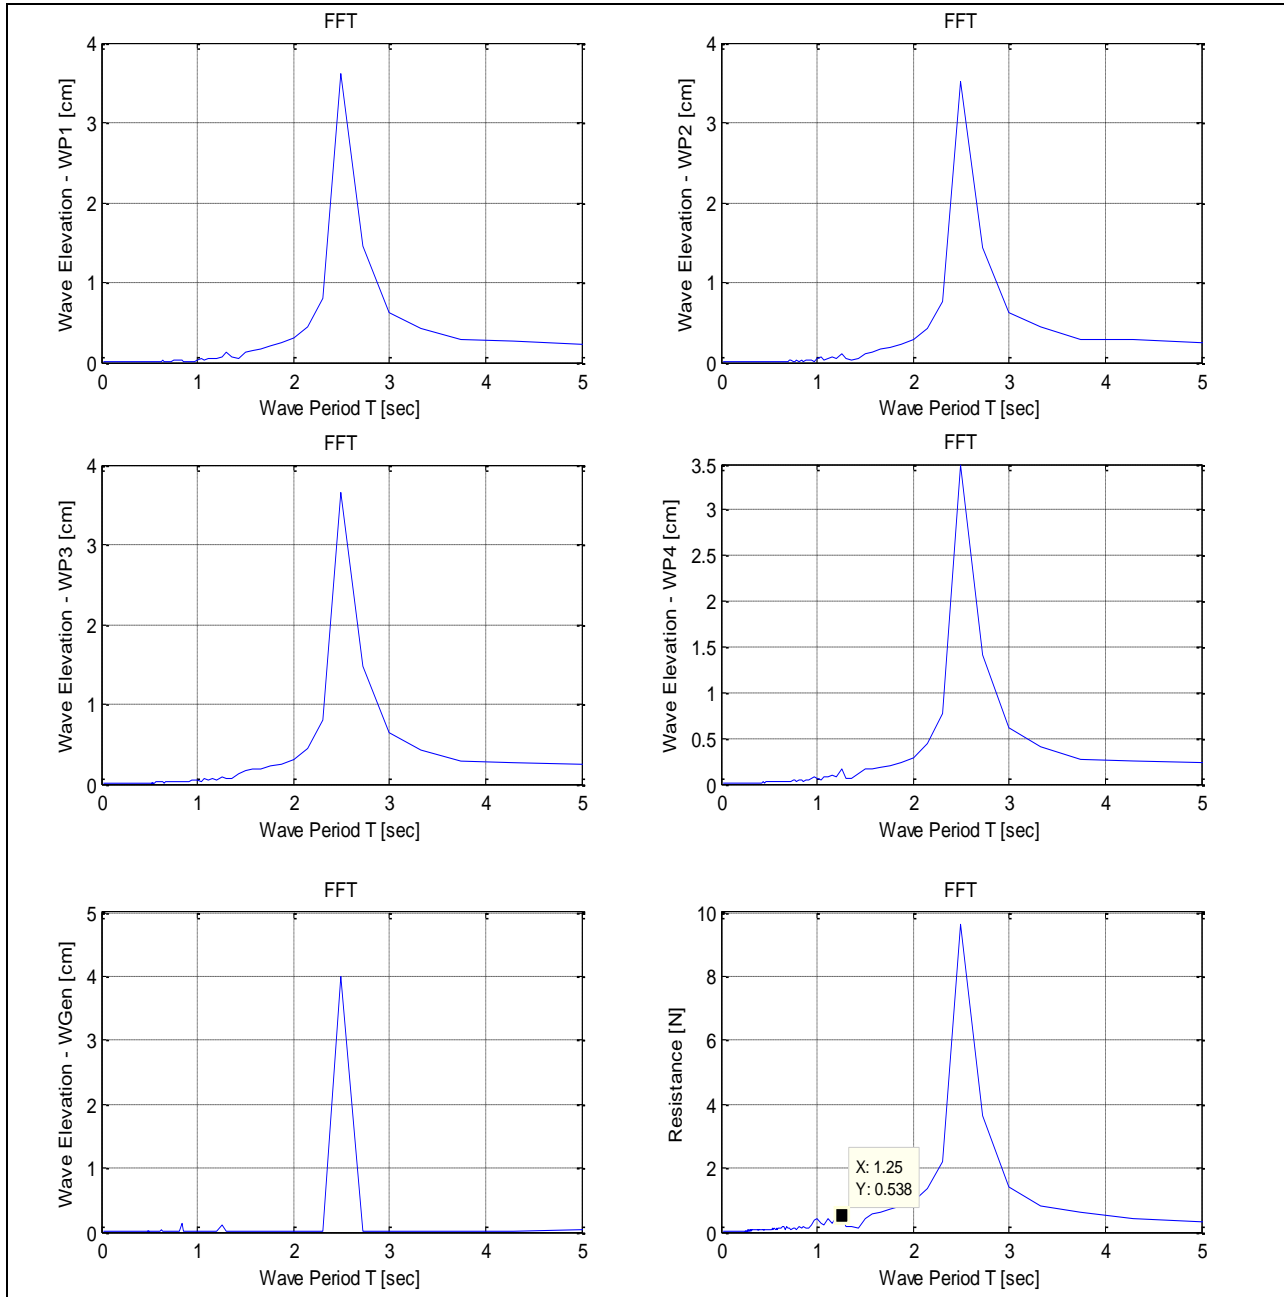 FFT
4
3
2
1
0
0 1 2 3 4 5
Wave Elevation - WP1 [cm]
Wave Period T [sec]
FFT
4
3
2
1
0
0 1 2 3 4 5
Wave Elevation - WP2 [cm]
Wave Period T [sec]
FFT
4
3
2
1
0
0 1 2 3 4 5
Wave Elevation - WP3 [cm]
Wave Period T [sec]
FFT
3.5
3
2.5
2
1.5
1
0.5
0
0 1 2 3 4 5
Wave Elevation - WP4 [cm]
Wave Period T [sec]
FFT
5
4
3
2
1
0
0 1 2 3 4 5
Wave Elevation - WGen [cm]
Wave Period T [sec]
FFT
10
8
6
4
2
0
X: 1.25
Y: 0.538
0 1 2 3 4 5
Resistance [N]
Wave Period T [sec]